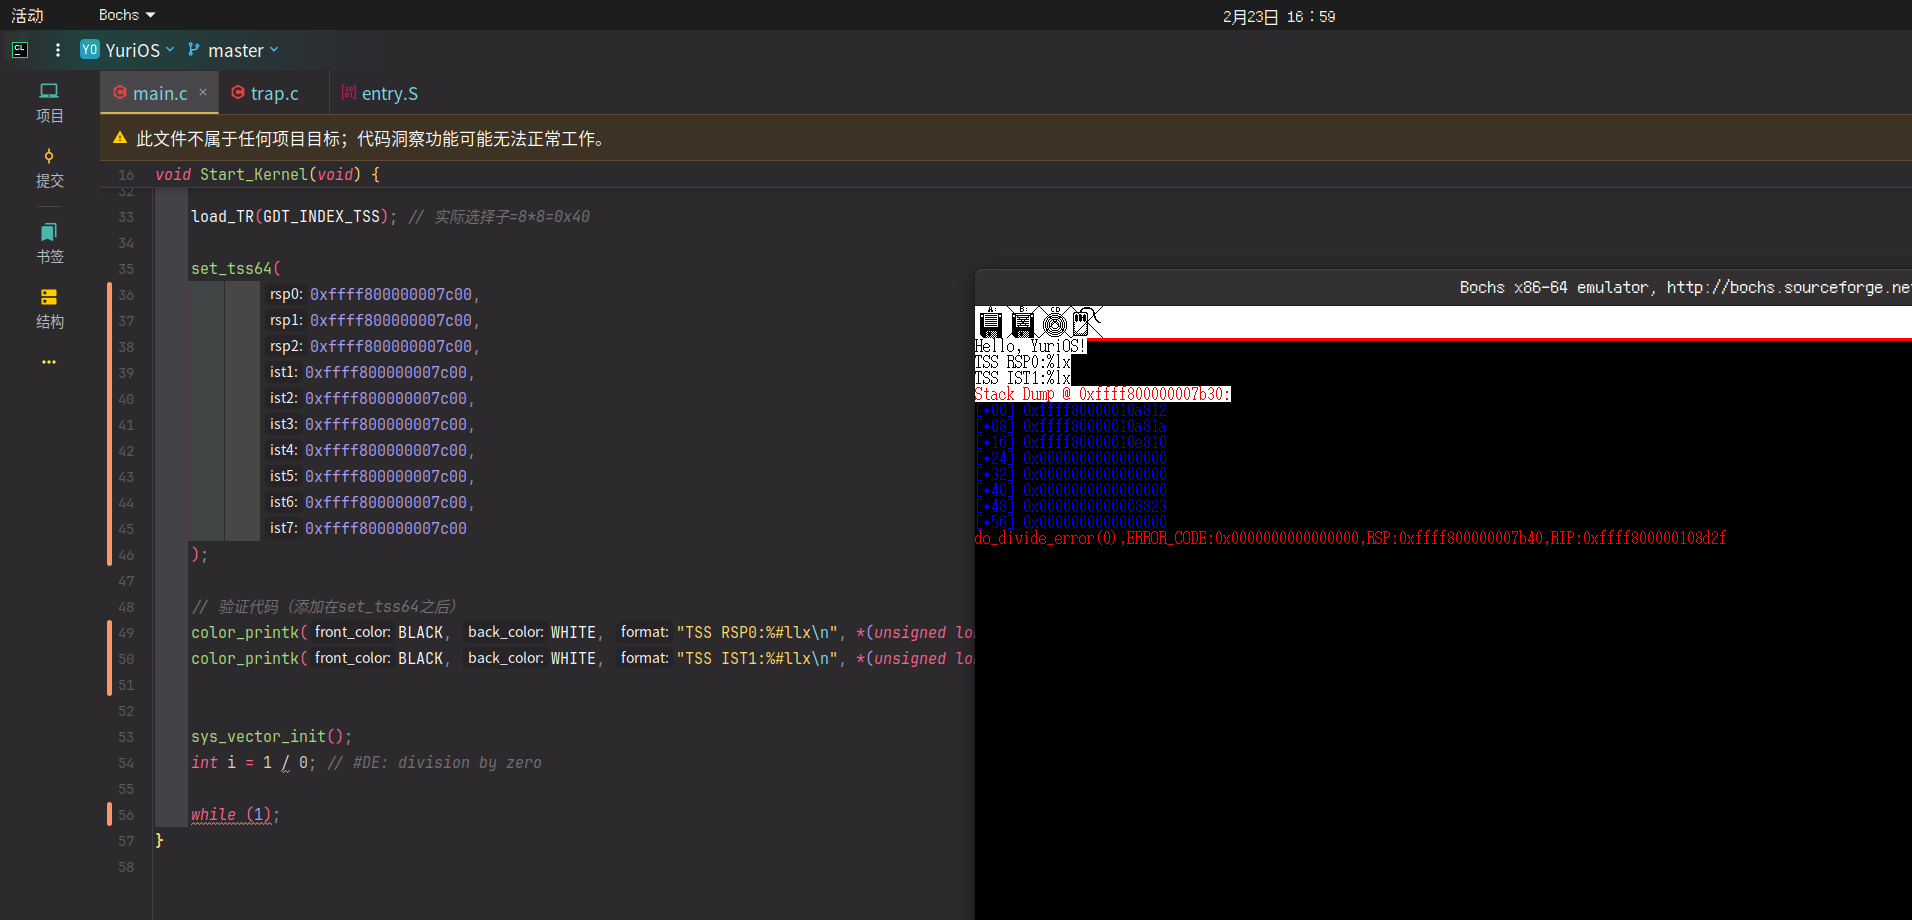 活动 Bochs 2月23日 16：59
CL YO YuriOS master
main.c × trap.c entry.S
项目
此文件不属于任何项目目标；代码洞察功能可能无法正常工作。
提交
书签
结构
16 void Start_Kernel(void) {
32
33 load_TR(GDT_INDEX_TSS); // 实际选择子=8*8=0x40
34
35 set_tss64(
36 rsp0: 0xffff800000007c00,
37 rsp1: 0xffff800000007c00,
38 rsp2: 0xffff800000007c00,
39 ist1: 0xffff800000007c00,
40 ist2: 0xffff800000007c00,
41 ist3: 0xffff800000007c00,
42 ist4: 0xffff800000007c00,
43 ist5: 0xffff800000007c00,
44 ist6: 0xffff800000007c00,
45 ist7: 0xffff800000007c00
46 );
47
48 // 验证代码（添加在set_tss64之后）
49 color_printk( front_color: BLACK, back_color: WHITE, format: "TSS RSP0:%#llx\n", *(unsigned lo
50 color_printk( front_color: BLACK, back_color: WHITE, format: "TSS IST1:%#llx\n", *(unsigned lo
51
52
53 sys_vector_init();
54 int i = 1 / 0; // #DE: division by zero
55
56 while (1);
57 }
58
Bochs x86-64 emulator, http://bochs.sourceforge.ne
A: B: CD
Hello, YuriOS!
TSS RSP0:%lx
TSS IST1:%lx
Stack Dump @ 0xffff800000007b30:
[+00] 0xffff80000010a812
[+08] 0xffff80000010a81a
[+16] 0xffff80000010e810
[+24] 0x0000000000000000
[+32] 0x0000000000000000
[+40] 0x0000000000000000
[+48] 0x0000000000008823
[+56] 0x0000000000000000
do_divide_error(0),ERROR_CODE:0x0000000000000000,RSP:0xffff800000007b40,RIP:0xffff800000108d2f